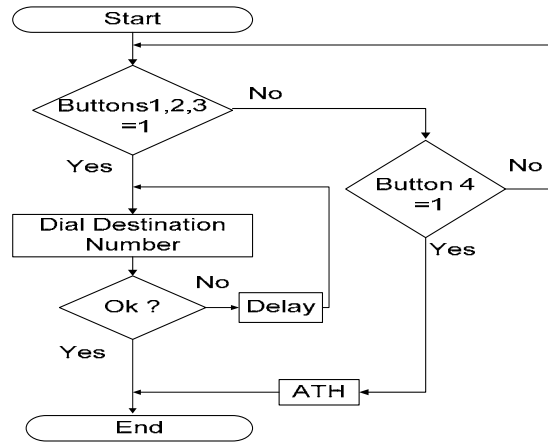 Start
Buttons1,2,3
=1
No
Yes
Button 4
=1
No
Yes
Dial Destination
Number
Ok ?
No
Delay
Yes
ATH
End